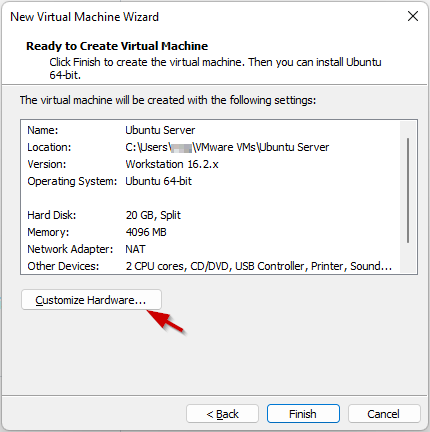 New Virtual Machine Wizard
Ready to Create Virtual Machine
Click Finish to create the virtual machine. Then you can install Ubuntu
64-bit.
The virtual machine will be created with the following settings:
Name: Ubuntu Server
Location: C:\Users\ \VMware VMs\Ubuntu Server
Version: Workstation 16.2.x
Operating System: Ubuntu 64-bit
Hard Disk: 20 GB, Split
Memory: 4096 MB
Network Adapter: NAT
Other Devices: 2 CPU cores, CD/DVD, USB Controller, Printer, Sound...
Customize Hardware...
< Back Finish Cancel